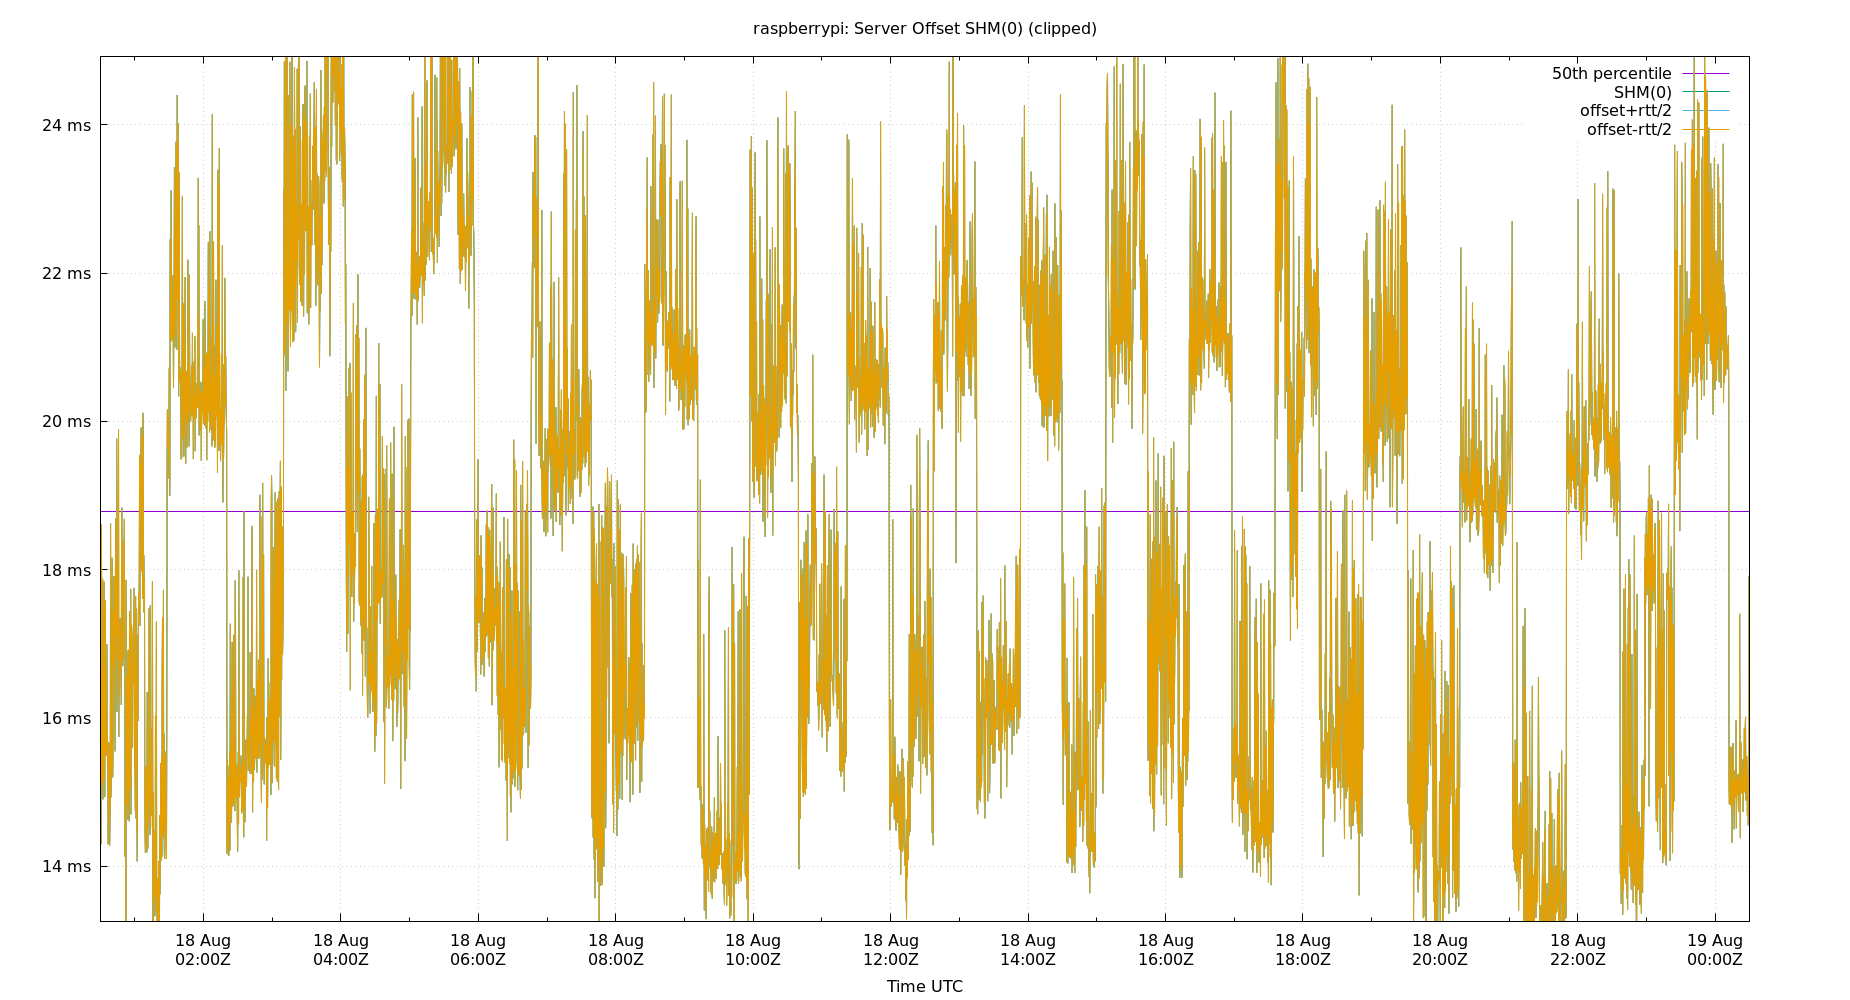 raspberrypi: Server Offset SHM(0) (clipped)
50th percentile
SHM(0)
offset+rtt/2
offset-rtt/2
24 ms
22 ms
20 ms
18 ms
16 ms
14 ms
18 Aug 18 Aug 18 Aug 18 Aug 18 Aug 18 Aug 18 Aug 18 Aug 18 Aug 18 Aug 18 Aug 19 Aug
02:00Z 04:00Z 06:00Z 08:00Z 10:00Z 12:00Z 14:00Z 16:00Z 18:00Z 20:00Z 22:00Z 00:00Z
Time UTC